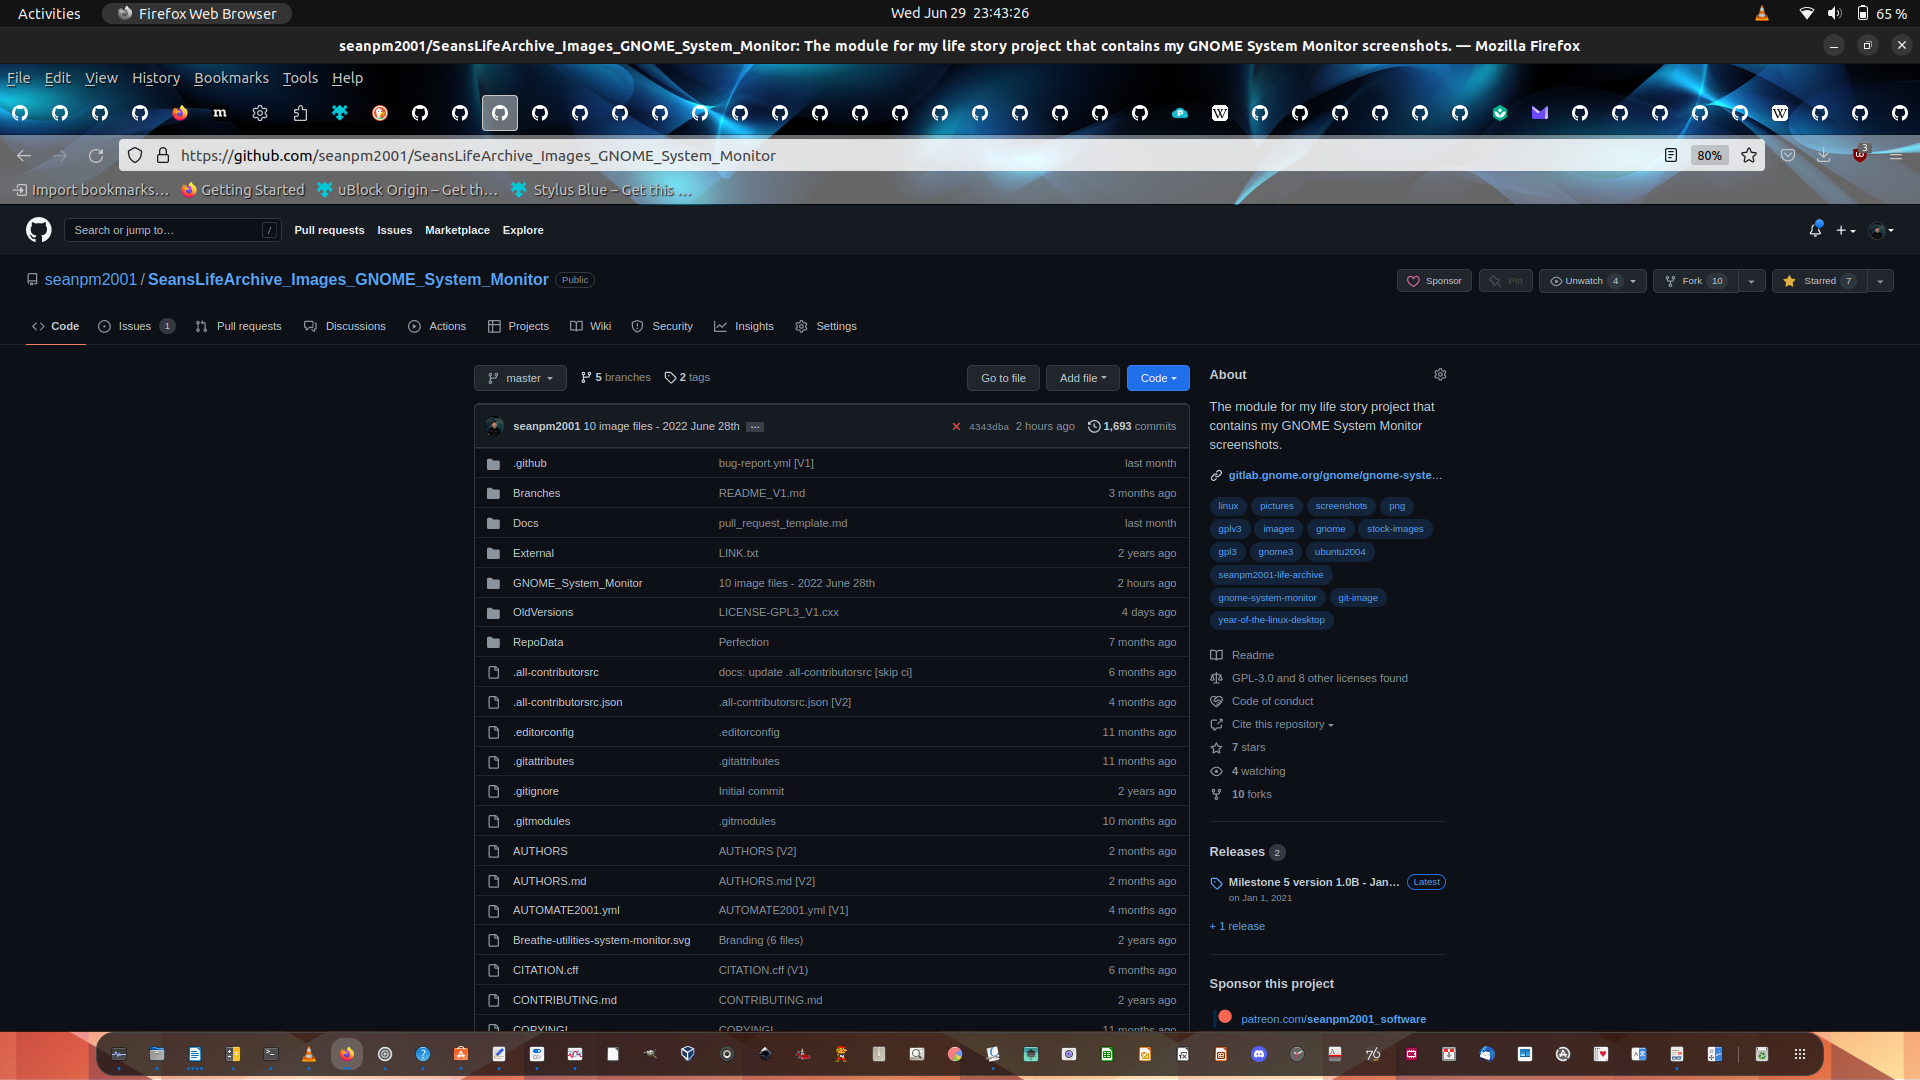 Activities Firefox Web Browser Wed Jun 29 23:43:26 65 %
seanpm2001/SeansLifeArchive_Images_GNOME_System_Monitor: The module for my life story project that contains my GNOME System Monitor screenshots. — Mozilla Firefox
File Edit View History Bookmarks Tools Help
https://github.com/seanpm2001/SeansLifeArchive_Images_GNOME_System_Monitor 80% 3
Import bookmarks… Getting Started uBlock Origin – Get th… Stylus Blue – Get this …
Search or jump to… / Pull requests Issues Marketplace Explore
seanpm2001 / SeansLifeArchive_Images_GNOME_System_Monitor Public Sponsor Pin Unwatch 4 Fork 10 Starred 7
Code Issues 1 Pull requests Discussions Actions Projects Wiki Security Insights Settings
master 5 branches 2 tags Go to file Add file Code
seanpm2001 10 image files - 2022 June 28th … 4343dba 2 hours ago 1,693 commits
.github bug-report.yml [V1] last month
Branches README_V1.md 3 months ago
Docs pull_request_template.md last month
External LINK.txt 2 years ago
GNOME_System_Monitor 10 image files - 2022 June 28th 2 hours ago
OldVersions LICENSE-GPL3_V1.cxx 4 days ago
RepoData Perfection 7 months ago
.all-contributorsrc docs: update .all-contributorsrc [skip ci] 6 months ago
.all-contributorsrc.json .all-contributorsrc.json [V2] 4 months ago
.editorconfig .editorconfig 11 months ago
.gitattributes .gitattributes 11 months ago
.gitignore Initial commit 2 years ago
.gitmodules .gitmodules 10 months ago
AUTHORS AUTHORS [V2] 2 months ago
AUTHORS.md AUTHORS.md [V2] 2 months ago
AUTOMATE2001.yml AUTOMATE2001.yml [V1] 4 months ago
Breathe-utilities-system-monitor.svg Branding (6 files) 2 years ago
CITATION.cff CITATION.cff (V1) 6 months ago
CONTRIBUTING.md CONTRIBUTING.md 2 years ago
11 months ago
About
The module for my life story project that
contains my GNOME System Monitor
screenshots.
gitlab.gnome.org/gnome/gnome-syste…
linux pictures screenshots png
gplv3 images gnome stock-images
gpl3 gnome3 ubuntu2004
seanpm2001-life-archive
gnome-system-monitor git-image
year-of-the-linux-desktop
Readme
GPL-3.0 and 8 other licenses found
Code of conduct
Cite this repository
7 stars
4 watching
10 forks
Releases 2
Milestone 5 version 1.0B - Jan… Latest
on Jan 1, 2021
+ 1 release
Sponsor this project
patreon.com/seanpm2001_software